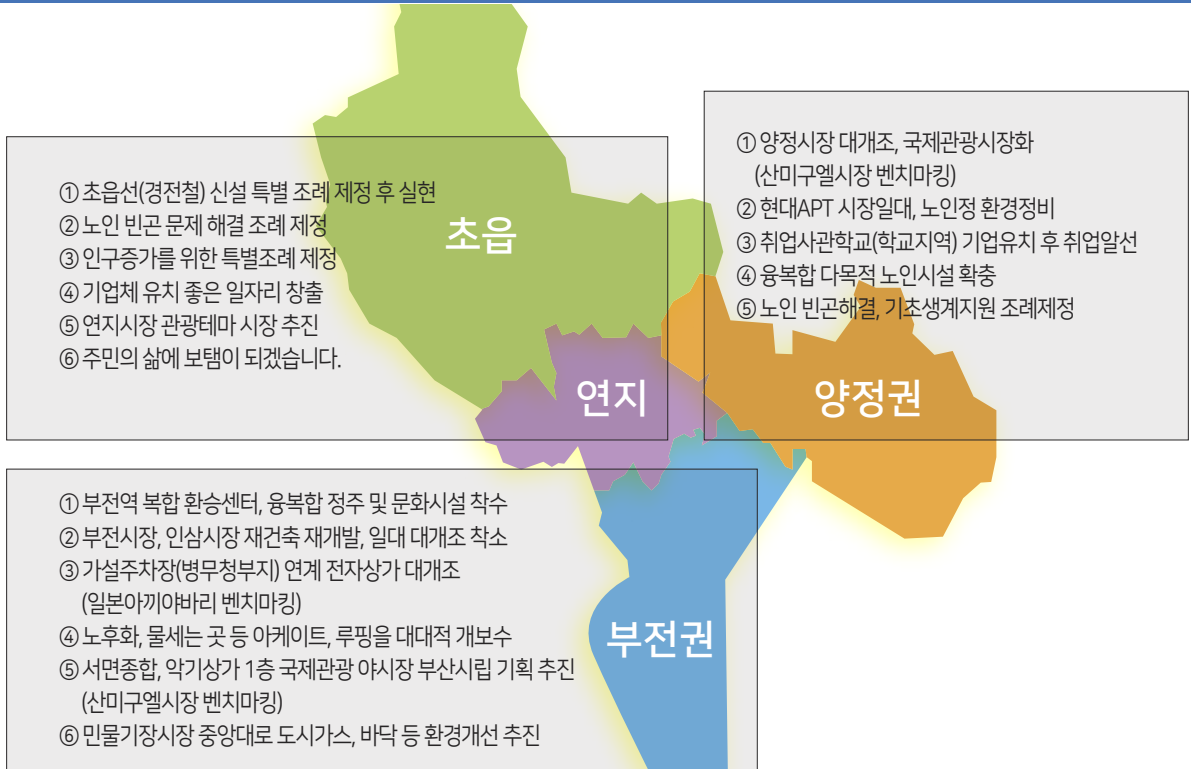 ① 초읍선(경전철) 신설 특별 조례 제정 후 실현
② 노인 빈곤 문제 해결 조례 제정
③ 인구증가를 위한 특별조례 제정
④ 기업체 유치 좋은 일자리 창출
⑤ 연지시장 관광테마 시장 추진
⑥ 주민의 삶에 보탬이 되겠습니다.
초읍
① 양정시장 대개조, 국제관광시장화
(산미구엘시장 벤치마킹)
② 현대APT 시장일대, 노인정 환경정비
③ 취업사관학교(학교지역) 기업유치 후 취업알선
④ 융복합 다목적 노인시설 확충
⑤ 노인 빈곤해결, 기초생계지원 조례제정
연지
양정권
① 부전역 복합 환승센터, 융복합 정주 및 문화시설 착수
② 부전시장, 인삼시장 재건축 재개발, 일대 대개조 착소
③ 가설주차장(병무청부지) 연계 전자상가 대개조
(일본아끼야바리 벤치마킹)
④ 노후화, 물세는 곳 등 아케이트, 루핑을 대대적 개보수
⑤ 서면종합, 악기상가 1층 국제관광 야시장 부산시립 기획 추진
(산미구엘시장 벤치마킹)
⑥ 민물기장시장 중앙대로 도시가스, 바닥 등 환경개선 추진
부전권